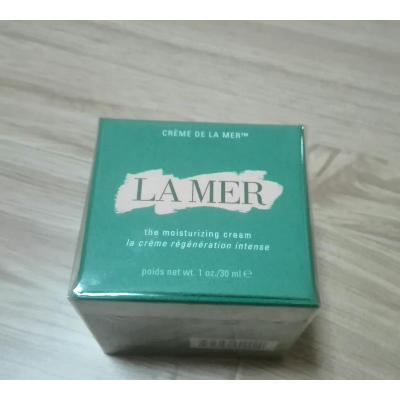 CRÈME DE LA MER™
LA MER
the moisturizing cream
la crème régénération intense
poids net wt. 1 oz./30 ml ℮